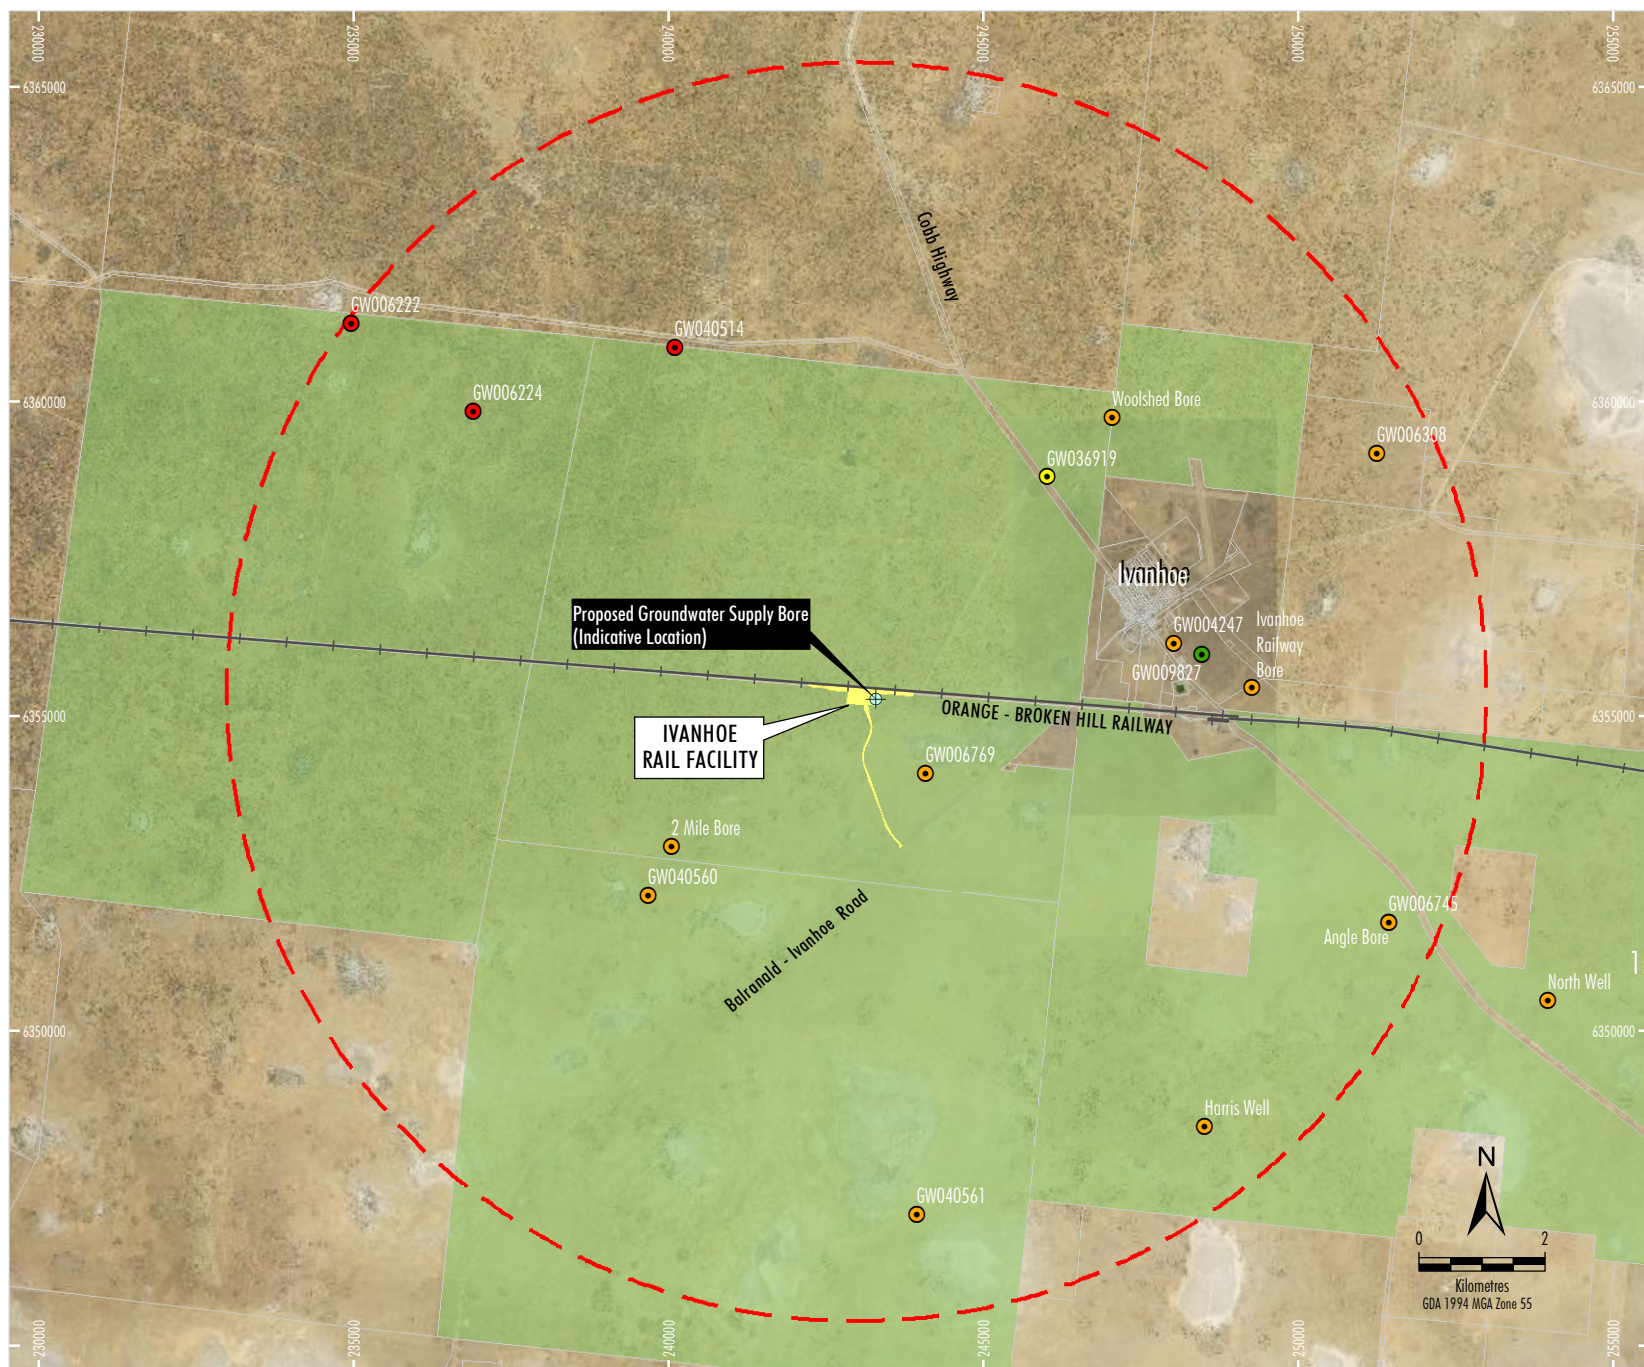 230000
235000
240000
245000
250000
255000
6365000
6365000
Cobb Highway
GW006222
GW040514
GW006224
6360000
6360000
Woolshed Bore
GW006308
GW036919
Ivanhoe
Proposed Groundwater Supply Bore
(Indicative Location)
GW004247
Ivanhoe
Railway
Bore
GW009827
6355000
6355000
ORANGE - BROKEN HILL RAILWAY
IVANHOE
RAIL FACILITY
GW006769
2 Mile Bore
GW040560
Balranald - Ivanhoe Road
GW006745
Angle Bore
1
North Well
6350000
6350000
Harris Well
GW040561
N
0 2
Kilometres
GDA 1994 MGA Zone 55
230000
235000
240000
245000
250000
255000